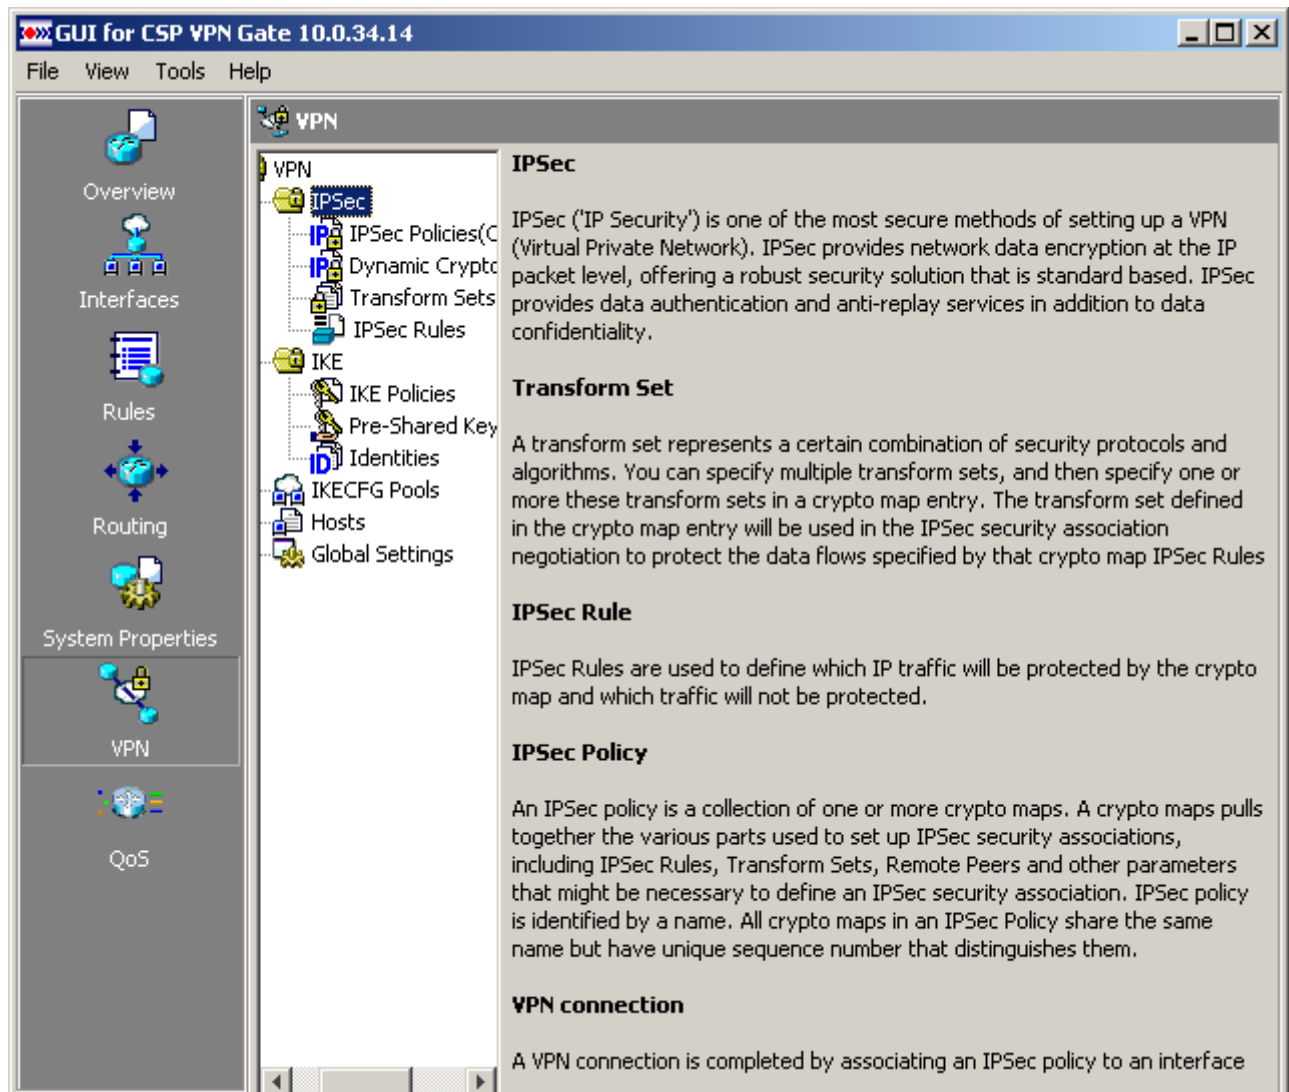 GUI for CSP VPN Gate 10.0.34.14
File View Tools Help
Overview
Interfaces
Rules
Routing
System Properties
VPN
QoS
VPN
VPN
IPSec
IPSec Policies(C
Dynamic Crypto
Transform Sets
IPSec Rules
IKE
IKE Policies
Pre-Shared Key
Identities
IKECFG Pools
Hosts
Global Settings
IPSec
IPSec ('IP Security') is one of the most secure methods of setting up a VPN
(Virtual Private Network). IPSec provides network data encryption at the IP
packet level, offering a robust security solution that is standard based. IPSec
provides data authentication and anti-replay services in addition to data
confidentiality.
Transform Set
A transform set represents a certain combination of security protocols and
algorithms. You can specify multiple transform sets, and then specify one or
more these transform sets in a crypto map entry. The transform set defined
in the crypto map entry will be used in the IPSec security association
negotiation to protect the data flows specified by that crypto map IPSec Rules
IPSec Rule
IPSec Rules are used to define which IP traffic will be protected by the crypto
map and which traffic will not be protected.
IPSec Policy
An IPSec policy is a collection of one or more crypto maps. A crypto maps pulls
together the various parts used to set up IPSec security associations,
including IPSec Rules, Transform Sets, Remote Peers and other parameters
that might be necessary to define an IPSec security association. IPSec policy
is identified by a name. All crypto maps in an IPSec Policy share the same
name but have unique sequence number that distinguishes them.
VPN connection
A VPN connection is completed by associating an IPSec policy to an interface